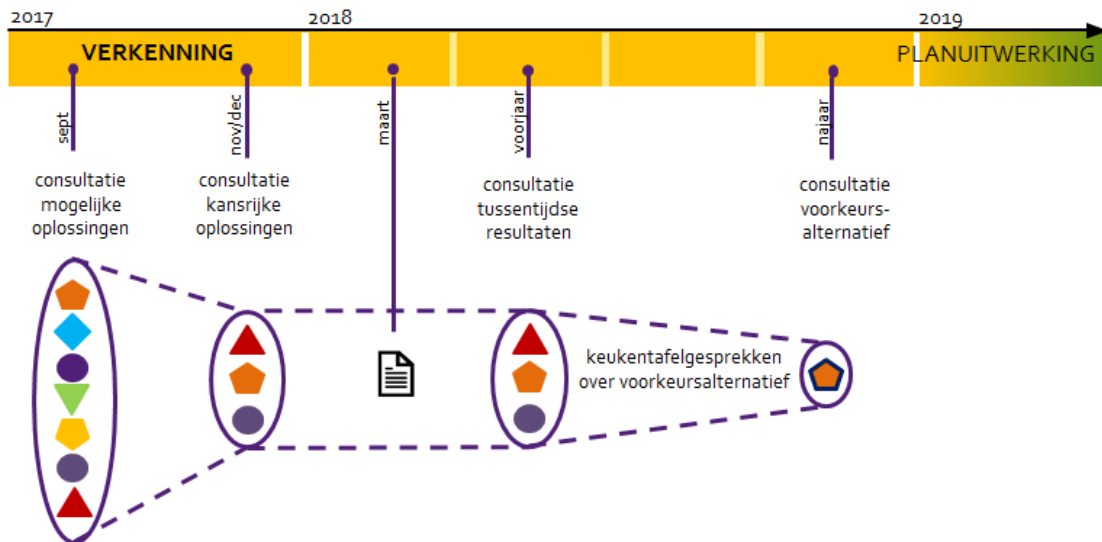 2017
2018
2019
VERKENNING
PLANUITWERKING
sept
nov/dec
maart
voorjaar
najaar
consultatie
mogelijke
oplossingen
consultatie
kansrijke
oplossingen
consultatie
tussentijdse
resultaten
consultatie
voorkeurs-
alternatief
keukentafelgesprekken
over voorkeursalternatief